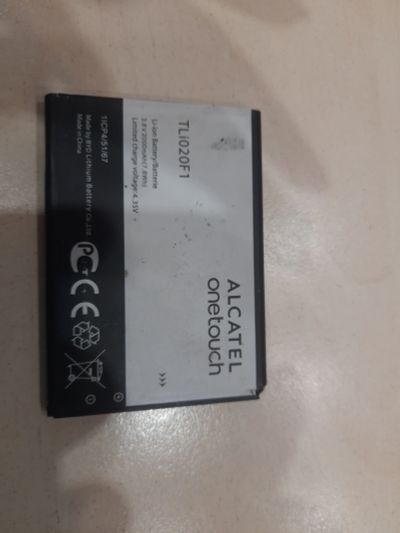 ALCATEL
onetouch
TLi020F1
Li-ion Battery/Batterie
3.8V 2000mAh(7.6Wh)
Limited charge voltage:4.35V
1ICP4/51/67
Made by BYD Lithium Battery Co.,Ltd.
Made in China